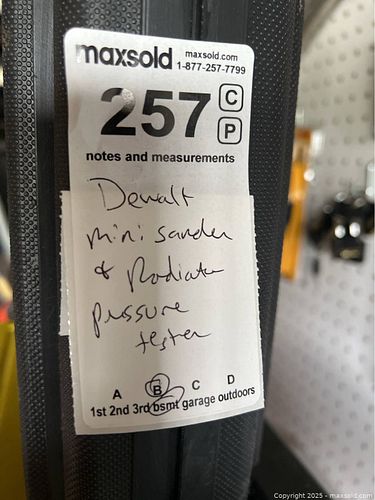 maxsold maxsold.com
1-877-257-7799
257 C
P
notes and measurements
Dewalt
mini sander
& Radiator
pressure
tester
A B C D
1st 2nd 3rd bsmt garage outdoors
Copyright 2025 - maxsold.com